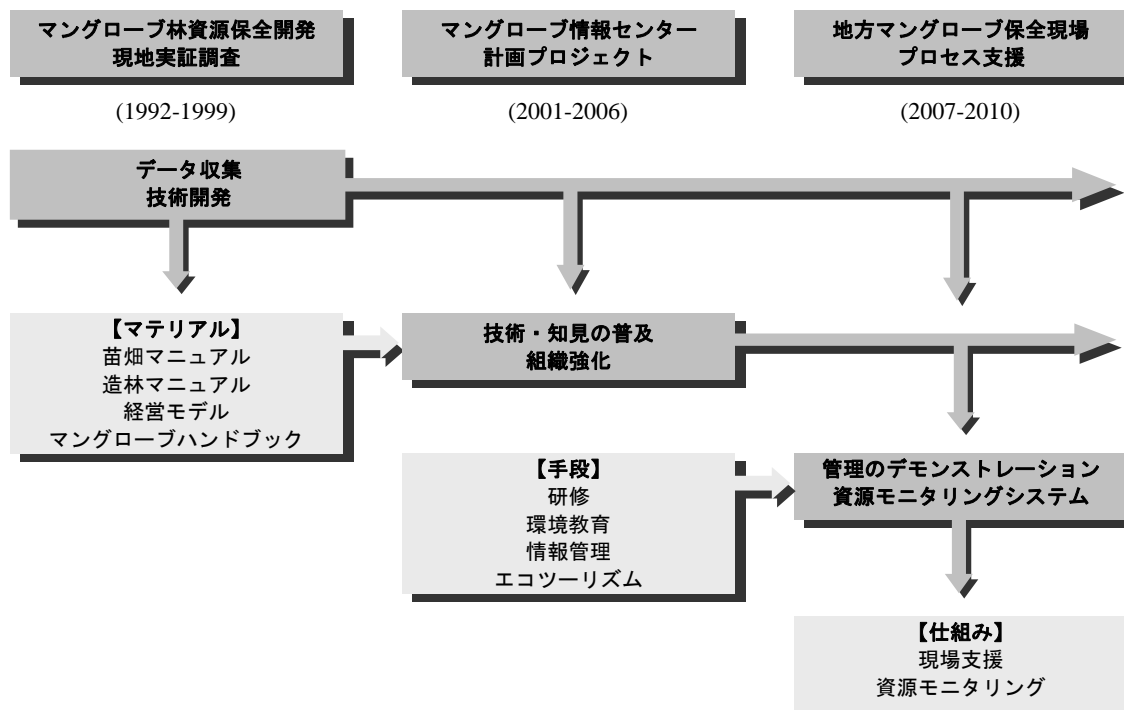 マングローブ林資源保全開発
現地実証調査
(1992-1999)
マングローブ情報センター
計画プロジェクト
(2001-2006)
地方マングローブ保全現場
プロセス支援
(2007-2010)
データ収集
技術開発
【マテリアル】
苗畑マニュアル
造林マニュアル
経営モデル
マングローブハンドブック
技術・知見の普及
組織強化
【手段】
研修
環境教育
情報管理
エコツーリズム
管理のデモンストレーション
資源モニタリングシステム
【仕組み】
現場支援
資源モニタリング